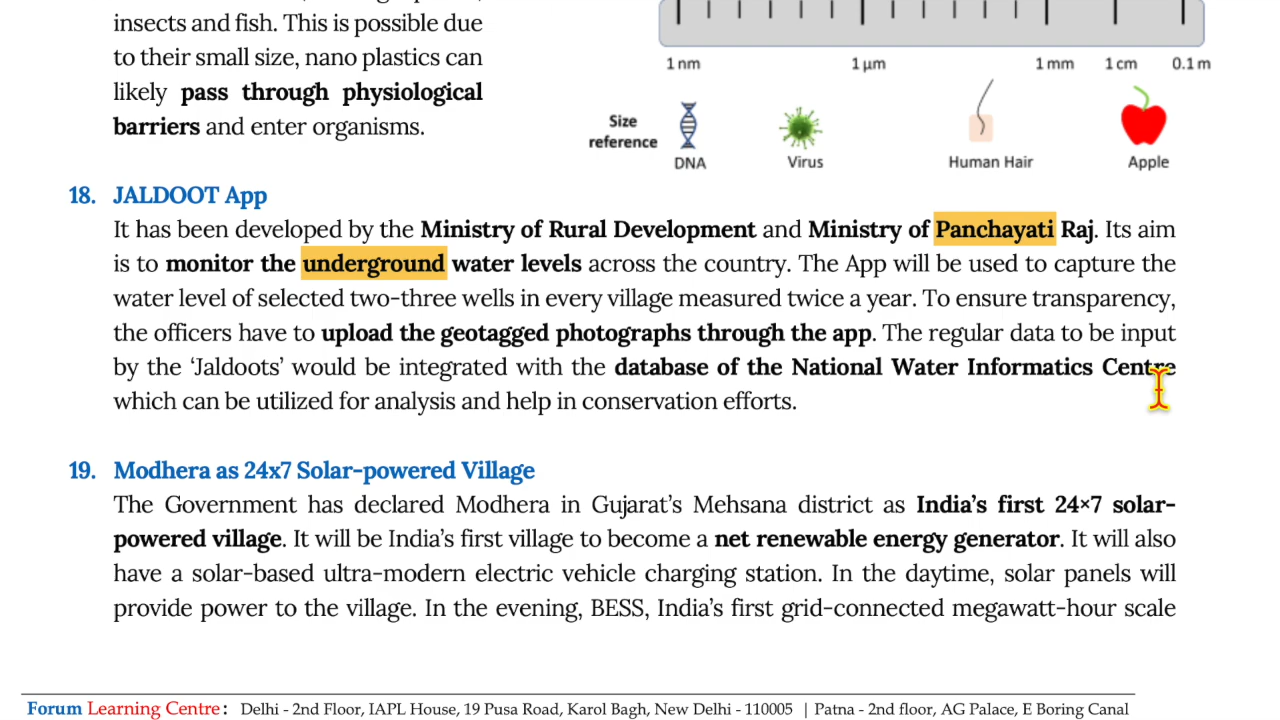 insects and fish. This is possible due
to their small size, nano plastics can
likely pass through physiological
barriers and enter organisms.
1 nm 1 μm 1 mm 1 cm 0.1 m
Size
reference
DNA Virus Human Hair Apple
18. JALDOOT App
It has been developed by the Ministry of Rural Development and Ministry of Panchayati Raj. Its aim
is to monitor the underground water levels across the country. The App will be used to capture the
water level of selected two-three wells in every village measured twice a year. To ensure transparency,
the officers have to upload the geotagged photographs through the app. The regular data to be input
by the ‘Jaldoots’ would be integrated with the database of the National Water Informatics Centre
which can be utilized for analysis and help in conservation efforts.
19. Modhera as 24x7 Solar-powered Village
The Government has declared Modhera in Gujarat’s Mehsana district as India’s first 24×7 solar-
powered village. It will be India’s first village to become a net renewable energy generator. It will also
have a solar-based ultra-modern electric vehicle charging station. In the daytime, solar panels will
provide power to the village. In the evening, BESS, India’s first grid-connected megawatt-hour scale
Forum Learning Centre: Delhi - 2nd Floor, IAPL House, 19 Pusa Road, Karol Bagh, New Delhi - 110005 | Patna - 2nd floor, AG Palace, E Boring Canal